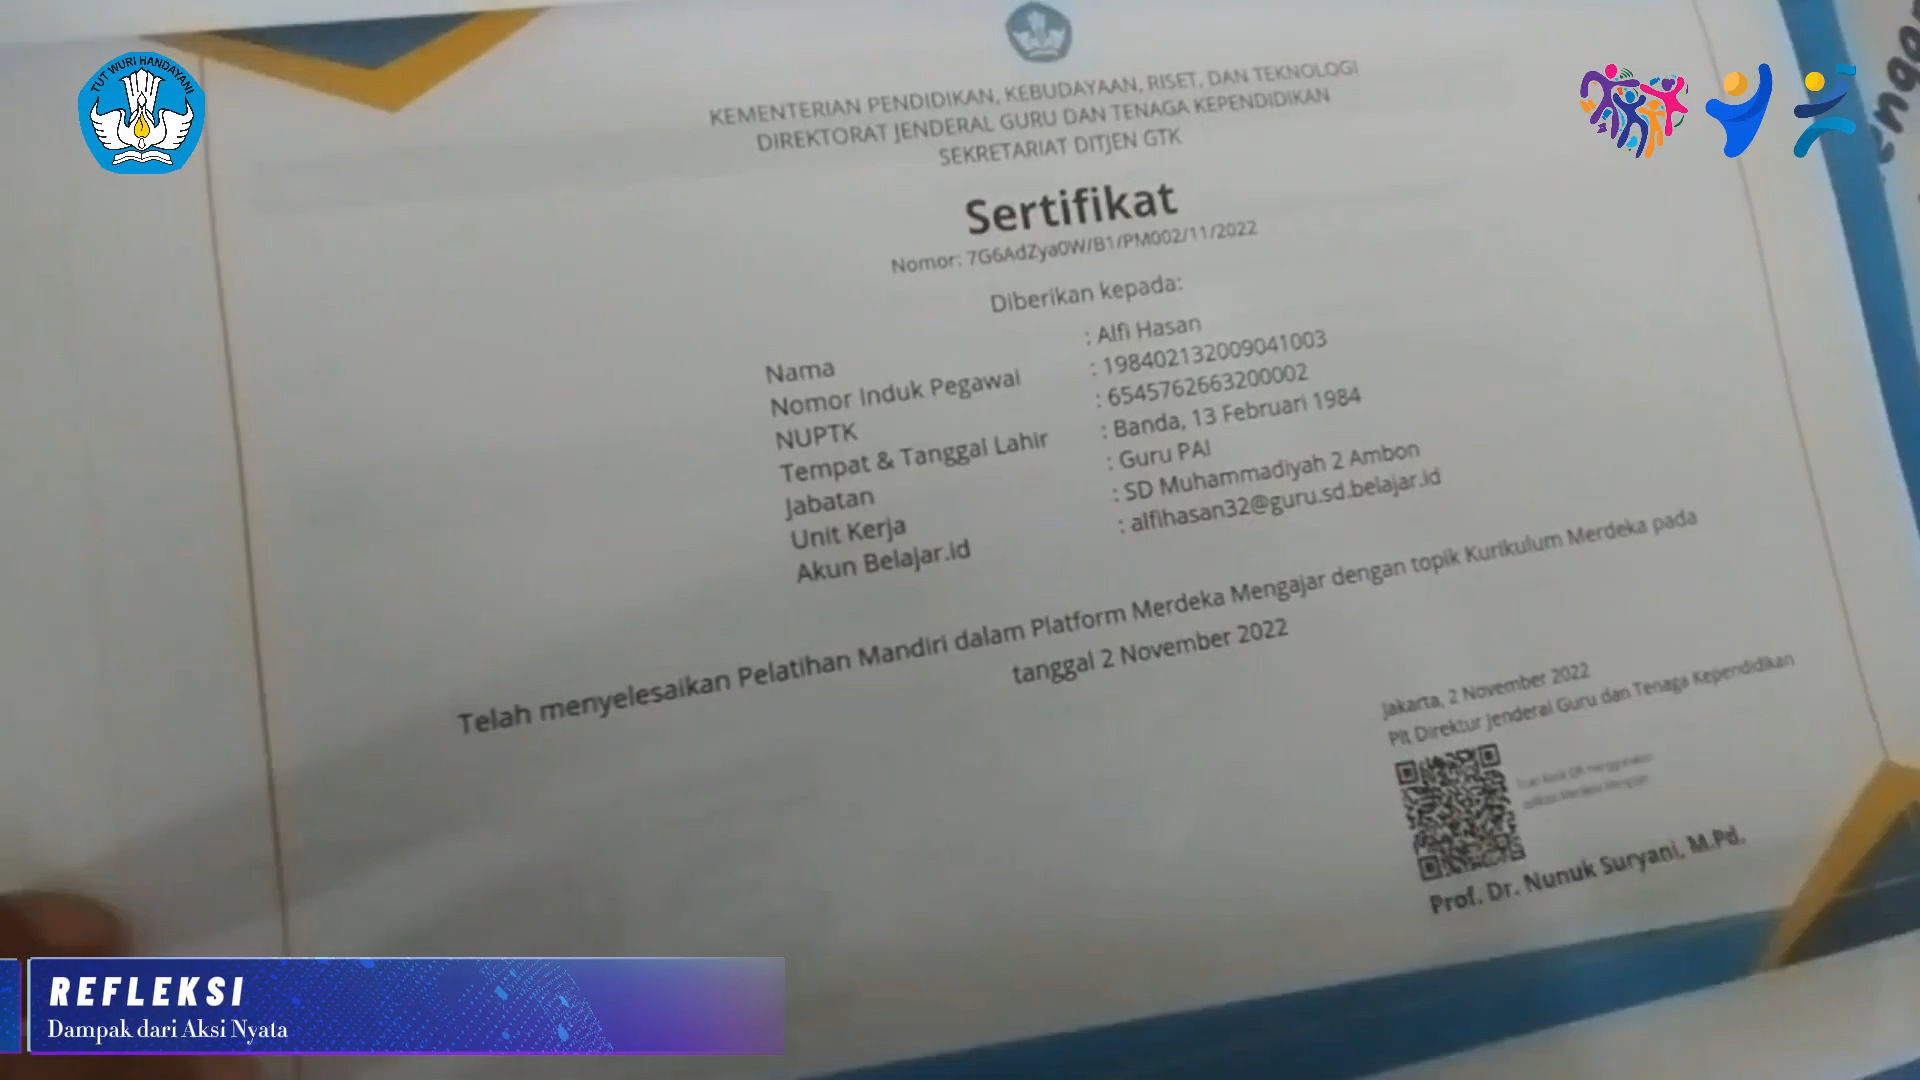 TUT WURI HANDAYANI
KEMENTERIAN PENDIDIKAN, KEBUDAYAAN, RISET, DAN TEKNOLOGI
DIREKTORAT JENDERAL GURU DAN TENAGA KEPENDIDIKAN
SEKRETARIAT DITJEN GTK
Sertifikat
Nomor: 7G6AdZya0W/B1/PM002/11/2022
Diberikan kepada:
Nama : Alfi Hasan
Nomor Induk Pegawai : 198402132009041003
NUPTK : 6545762663200002
Tempat & Tanggal Lahir : Banda, 13 Februari 1984
Jabatan : Guru PAI
Unit Kerja : SD Muhammadiyah 2 Ambon
Akun Belajar.id : alfihasan32@guru.sd.belajar.id
Telah menyelesaikan Pelatihan Mandiri dalam Platform Merdeka Mengajar dengan topik Kurikulum Merdeka pada
tanggal 2 November 2022
Jakarta, 2 November 2022
Plt Direktur Jenderal Guru dan Tenaga Kependidikan
Prof. Dr. Nunuk Suryani, M.Pd.
REFLEKSI
Dampak dari Aksi Nyata